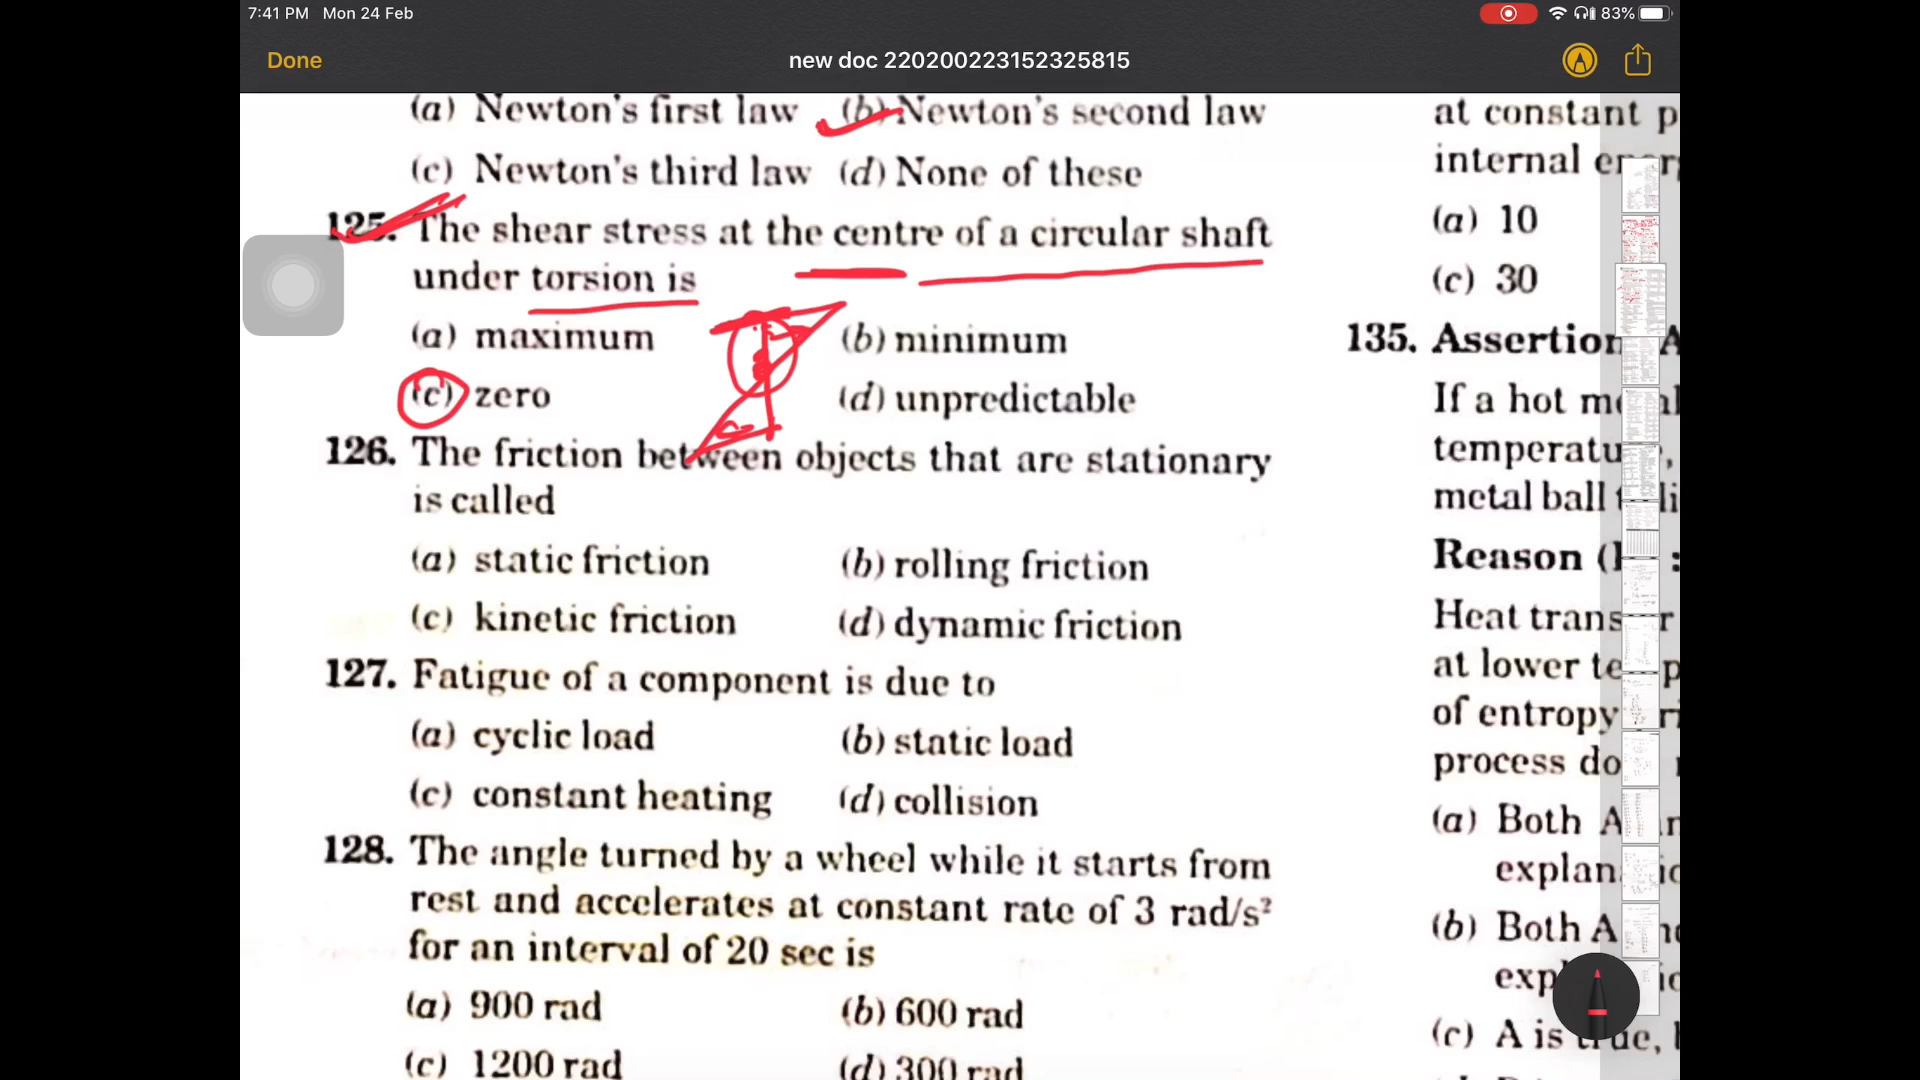 7:41 PM Mon 24 Feb
83%
Done
new doc 220200223152325815
(a) Newton's first law (b) Newton's second law
(c) Newton's third law (d) None of these
125. The shear stress at the centre of a circular shaft
under torsion is
(a) maximum (b) minimum
(c) zero (d) unpredictable
126. The friction between objects that are stationary
is called
(a) static friction (b) rolling friction
(c) kinetic friction (d) dynamic friction
127. Fatigue of a component is due to
(a) cyclic load (b) static load
(c) constant heating (d) collision
128. The angle turned by a wheel while it starts from
rest and accelerates at constant rate of 3 rad/s²
for an interval of 20 sec is
(a) 900 rad (b) 600 rad
(c) 1200 rad (d) 300 rad
at constant
internal
(a) 10
(c) 30
135. Assertion
If a hot
temperatu
metal ball
Reason
Heat trans
at lower
of entropy
process do
(a) Both A
explan
(b) Both A
exp
(c) A is true,